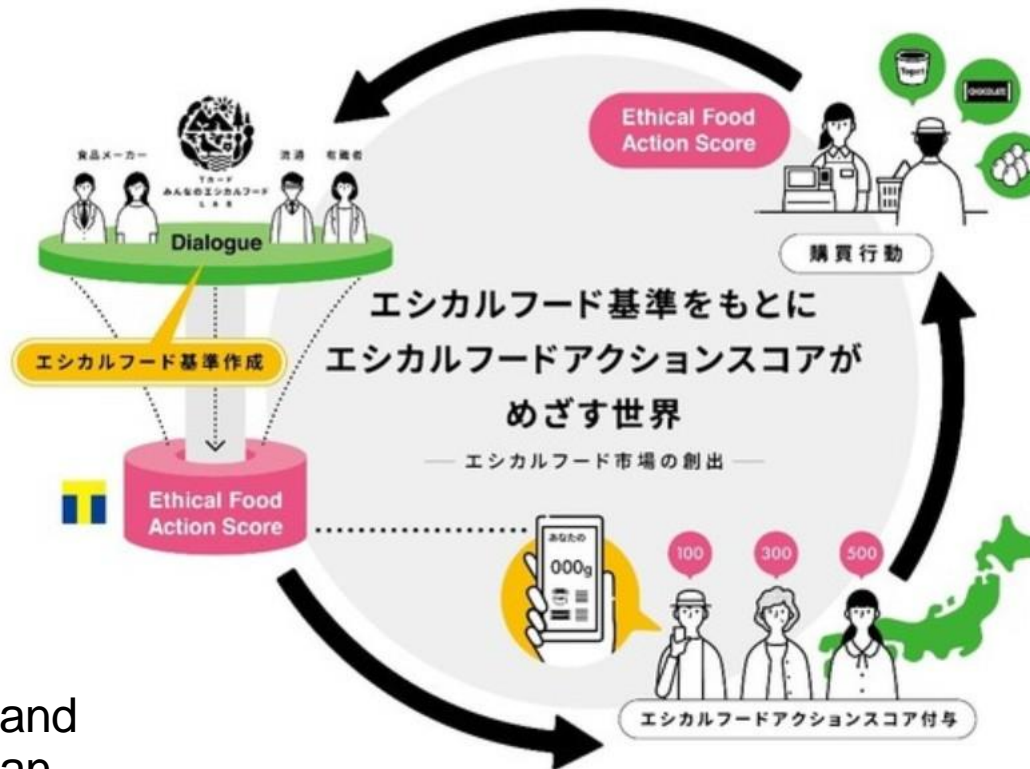 Yogurt
CHOCOLATE
Ethical Food
Action Score
食品メーカー
Tカード
みんなのエシカルフード
LAB
流通
有識者
Dialogue
購買行動
エシカルフード基準をもとに
エシカルフードアクションスコアが
めざす世界
エシカルフード市場の創出
エシカルフード基準作成
T
Ethical Food
Action Score
あなたの
000g
100
300
500
エシカルフードアクションスコア付与
and